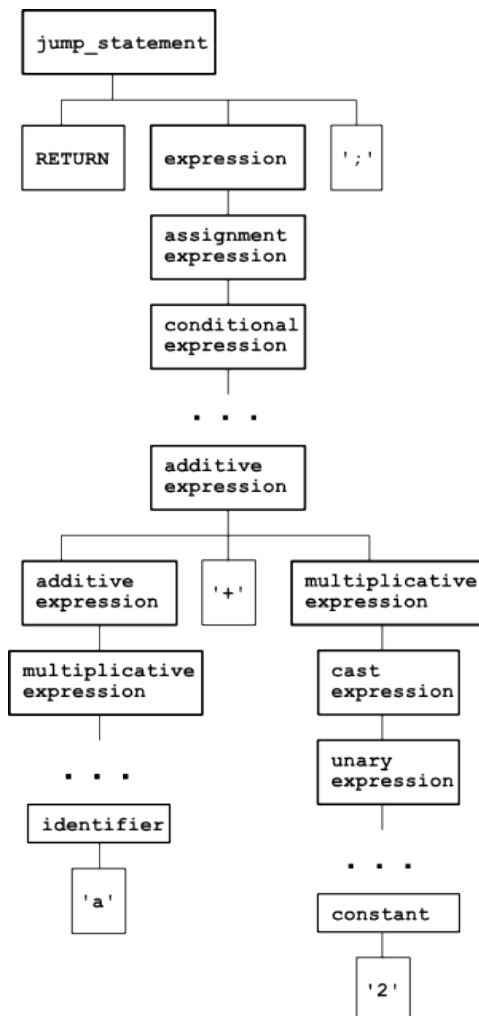 jump_statement
RETURN
expression
';'
assignment
expression
conditional
expression
. . .
additive
expression
additive
expression
'+'
multiplicative
expression
multiplicative
expression
cast
expression
unary
expression
. . .
identifier
. . .
'a'
constant
'2'